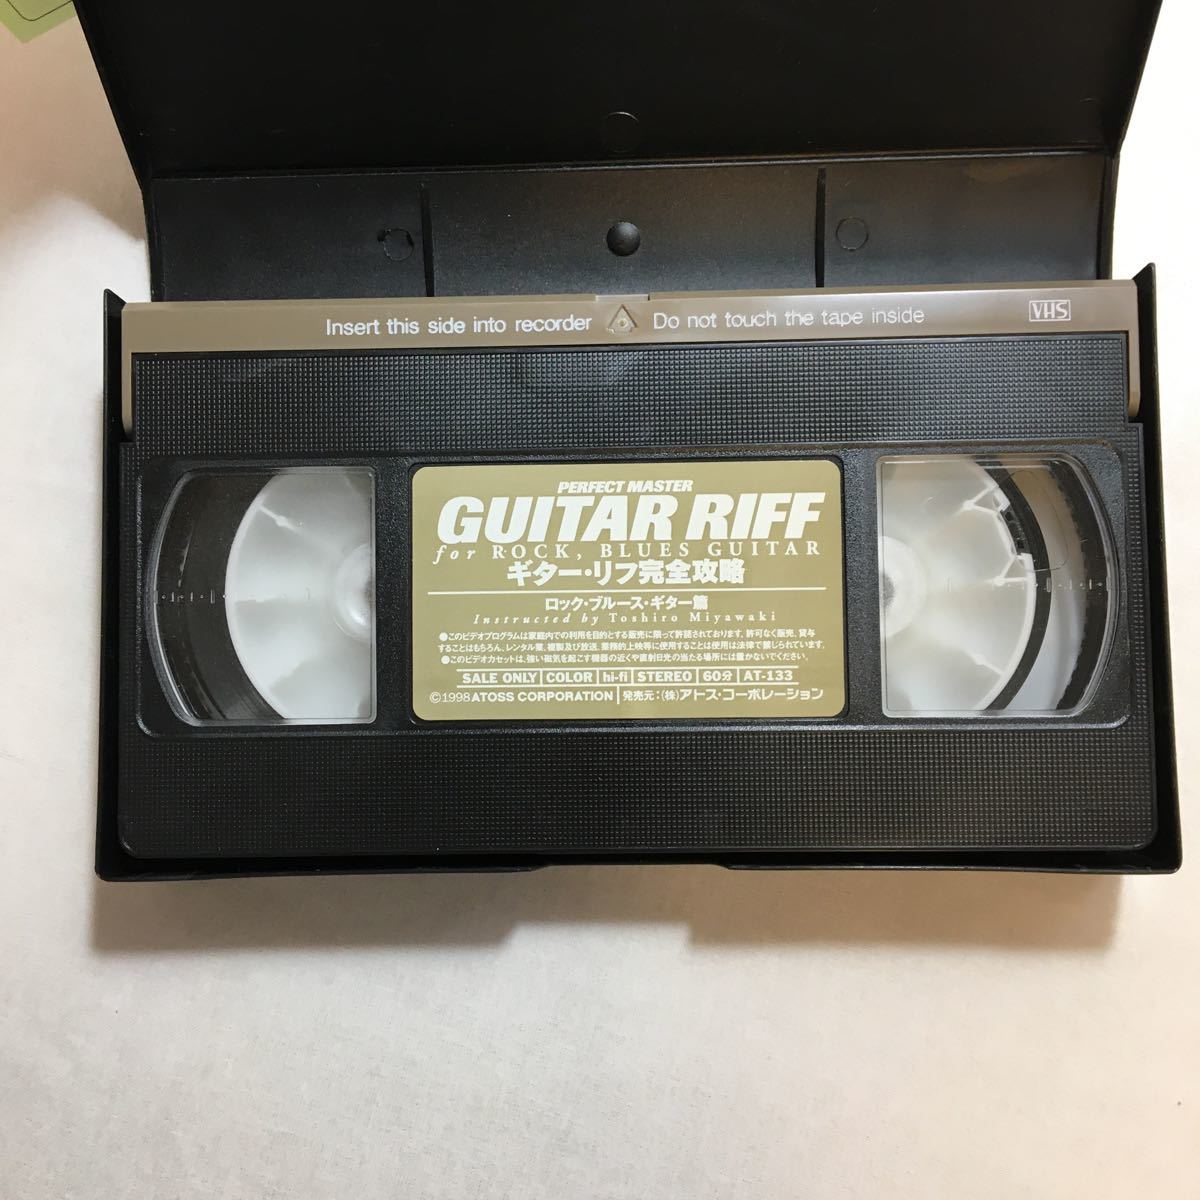 Insert this side into recorder Do not touch the tape inside VHS
PERFECT MASTER
GUITAR RIFF
for ROCK, BLUES GUITAR
ギター・リフ完全攻略
ロック・ブルース・ギター篇
Instructed by Toshiro Miyawaki
●このビデオプログラムは家庭内での利用を目的とする販売に限って許諾されております。許可なく販売、貸与
することはもちろん、レンタル業、複製及び放送、業務的上映等に使用することは使用は法律で禁じられています。
●このビデオカセットは、強い磁気を起こす機器の近くや直射日光の当たる場所には置かないでください。
SALE ONLY COLOR hi-fi STEREO 60分 AT-133
©1998 ATOSS CORPORATION 発売元：(株)アトス・コーポレーション